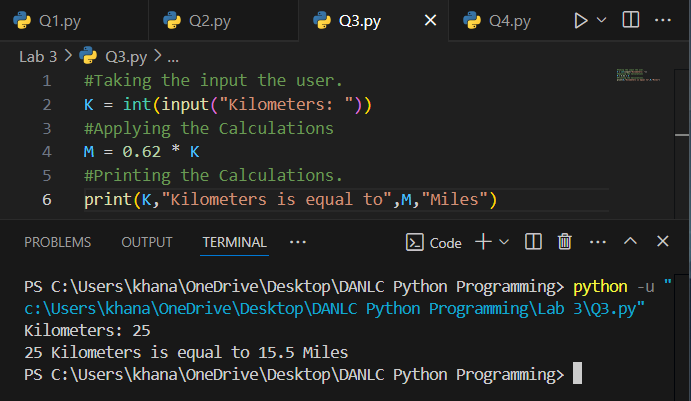 Q1.py Q2.py Q3.py Q4.py
Lab 3 > Q3.py > ...
1 #Taking the input the user.
2 K = int(input("Kilometers: "))
3 #Applying the Calculations
4 M = 0.62 * K
5 #Printing the Calculations.
6 print(K,"Kilometers is equal to",M,"Miles")
PROBLEMS OUTPUT TERMINAL ... Code
PS C:\Users\khana\OneDrive\Desktop\DANLC Python Programming> python -u "
c:\Users\khana\OneDrive\Desktop\DANLC Python Programming\Lab 3\Q3.py"
Kilometers: 25
25 Kilometers is equal to 15.5 Miles
PS C:\Users\khana\OneDrive\Desktop\DANLC Python Programming>